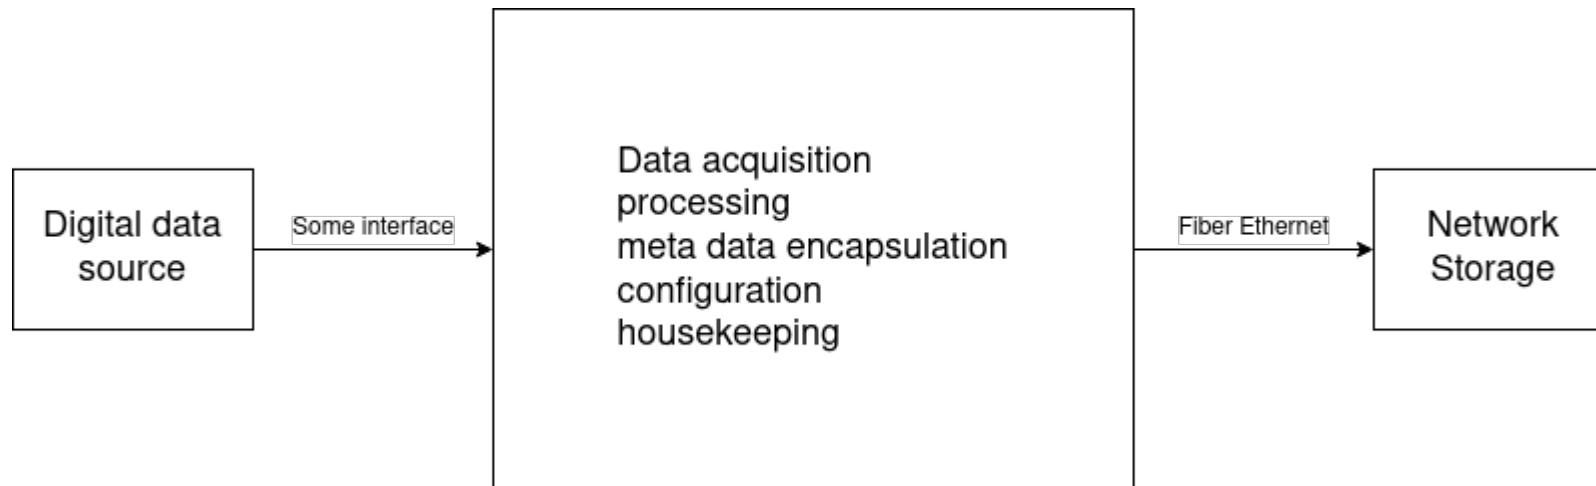 Digital data
source
Some interface
Data acquisition
processing
meta data encapsulation
configuration
housekeeping
Fiber Ethernet
Network
Storage